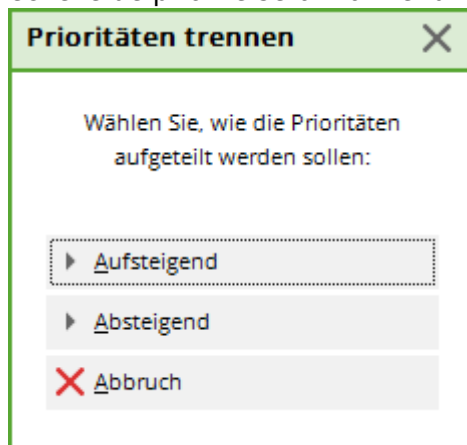 Prioritäten trennen
Wählen Sie, wie die Prioritäten
aufgeteilt werden sollen:
Aufsteigend
Absteigend
Abbruch